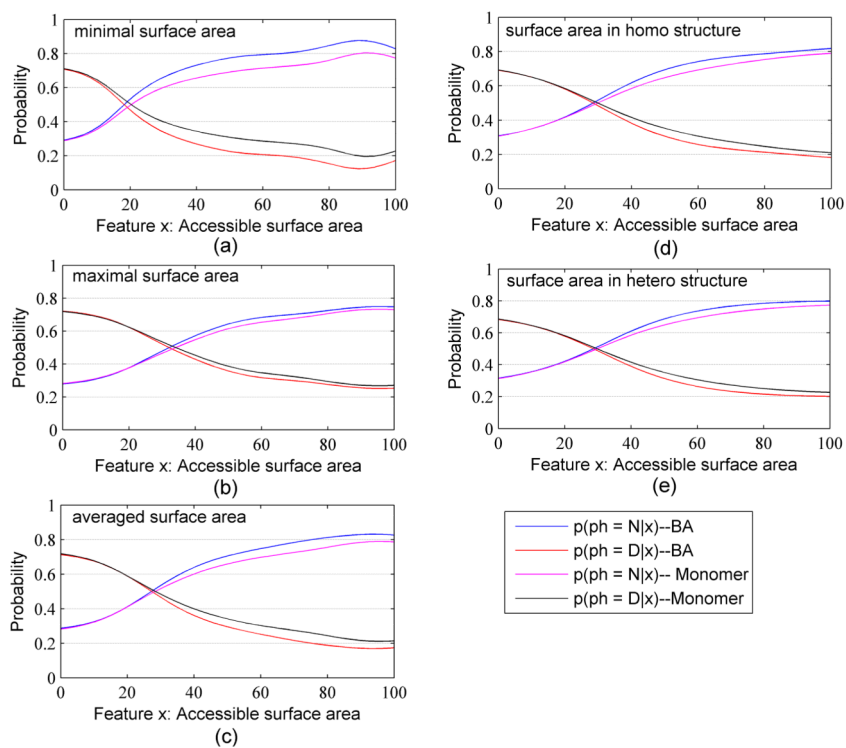 minimal surface area
1
0.8
0.6
0.4
0.2
0
Probability
0 20 40 60 80 100
Feature x: Accessible surface area
(a)
maximal surface area
1
0.8
0.6
0.4
0.2
0
Probability
0 20 40 60 80 100
Feature x: Accessible surface area
(b)
averaged surface area
1
0.8
0.6
0.4
0.2
0
Probability
0 20 40 60 80 100
Feature x: Accessible surface area
(c)
surface area in homo structure
1
0.8
0.6
0.4
0.2
0
Probability
0 20 40 60 80 100
Feature x: Accessible surface area
(d)
surface area in hetero structure
1
0.8
0.6
0.4
0.2
0
Probability
0 20 40 60 80 100
Feature x: Accessible surface area
(e)
p(ph = N|x)--BA
p(ph = D|x)--BA
p(ph = N|x)-- Monomer
p(ph = D|x)--Monomer